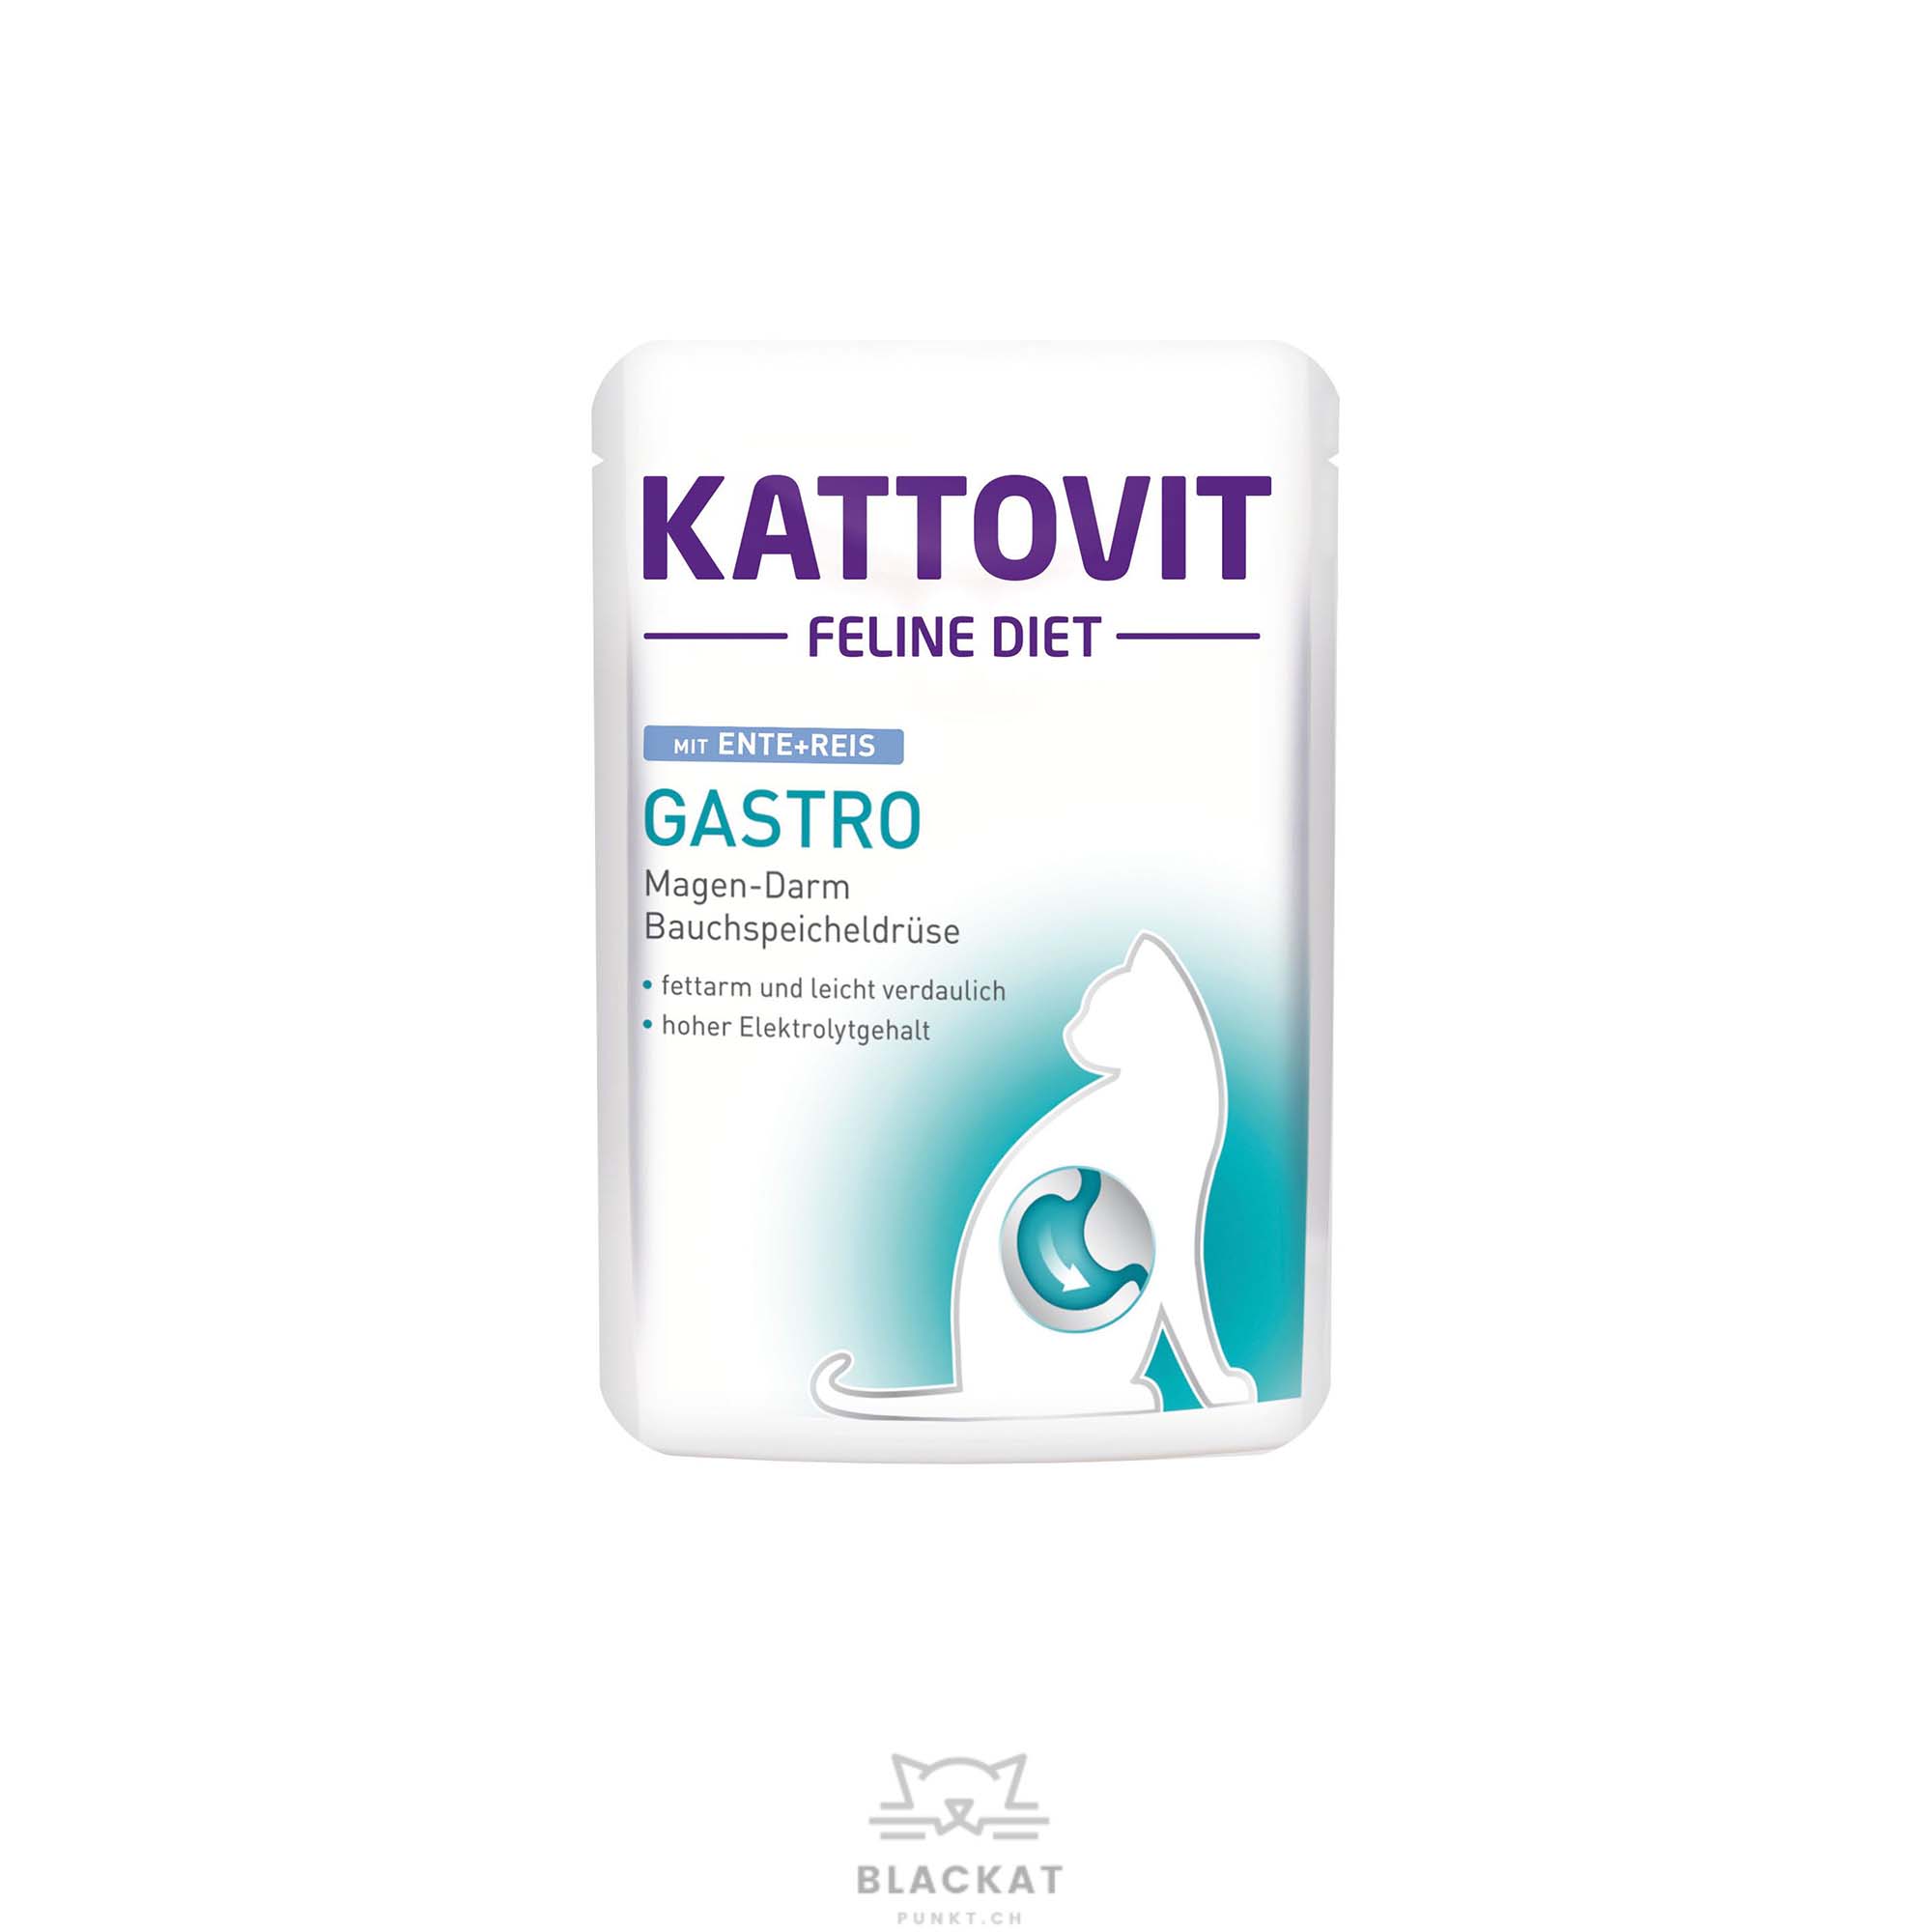 KATTOVIT
FELINE DIET
MIT ENTE+REIS
GASTRO
Magen-Darm
Bauchspeicheldrüse
• fettarm und leicht verdaulich
• hoher Elektrolytgehalt
BLACKAT
PUNKT.CH